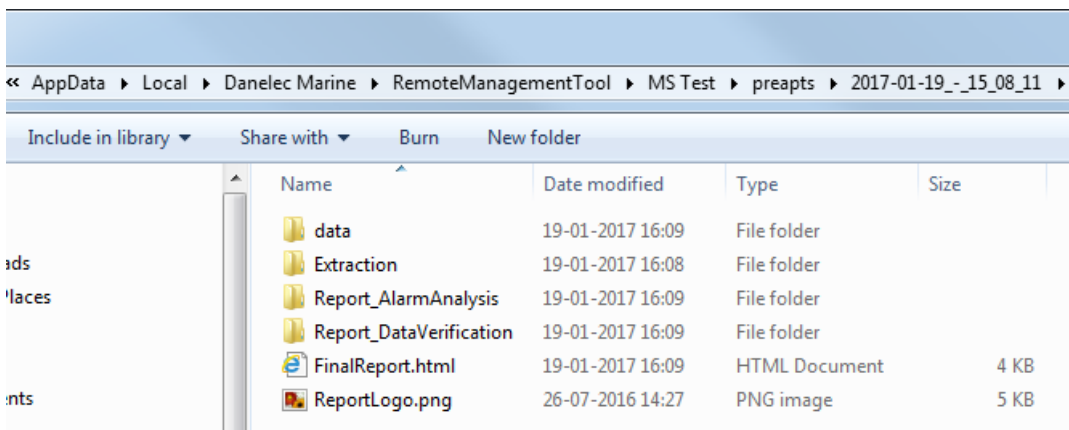 « AppData Local Danelec Marine RemoteManagementTool MS Test preapts 2017-01-19_-_15_08_11
Include in library Share with Burn New folder
Name Date modified Type Size
data 19-01-2017 16:09 File folder
ads Extraction 19-01-2017 16:08 File folder
Places Report_AlarmAnalysis 19-01-2017 16:09 File folder
Report_DataVerification 19-01-2017 16:09 File folder
FinalReport.html 19-01-2017 16:09 HTML Document 4 KB
ents ReportLogo.png 26-07-2016 14:27 PNG image 5 KB